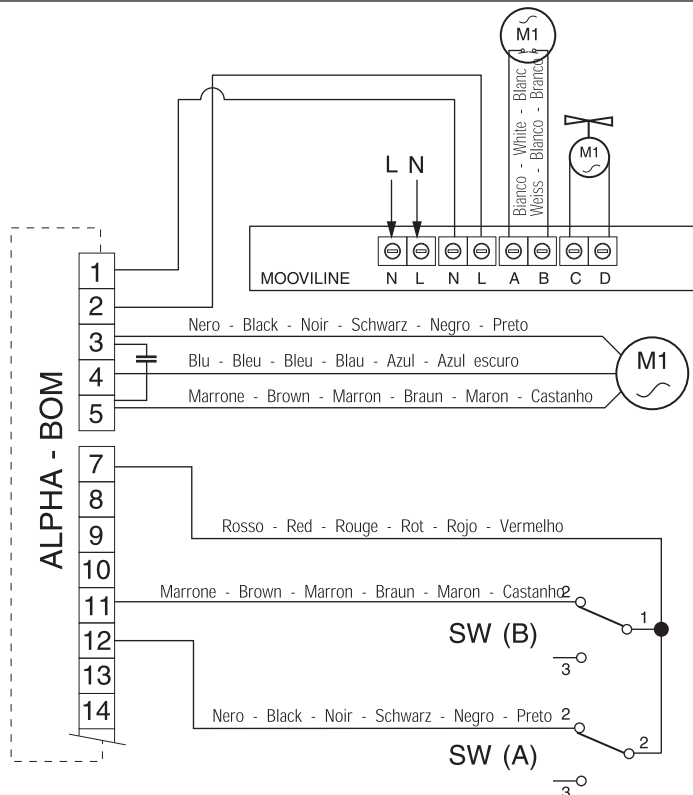 M1
Bianco - White - Blanc
Weiss - Blanco - Branco
M1
L N
MOOVILINE N L N L A B C D
ALPHA - BOM
1
2
3
4
5
Nero - Black - Noir - Schwarz - Negro - Preto
Blu - Bleu - Bleu - Blau - Azul - Azul escuro
Marrone - Brown - Marron - Braun - Maron - Castanho
M1
7
8
9
10
11
12
13
14
Rosso - Red - Rouge - Rot - Rojo - Vermelho
Marrone - Brown - Marron - Braun - Maron - Castanho
2
1
SW (B)
3
Nero - Black - Noir - Schwarz - Negro - Preto
2
2
SW (A)
3